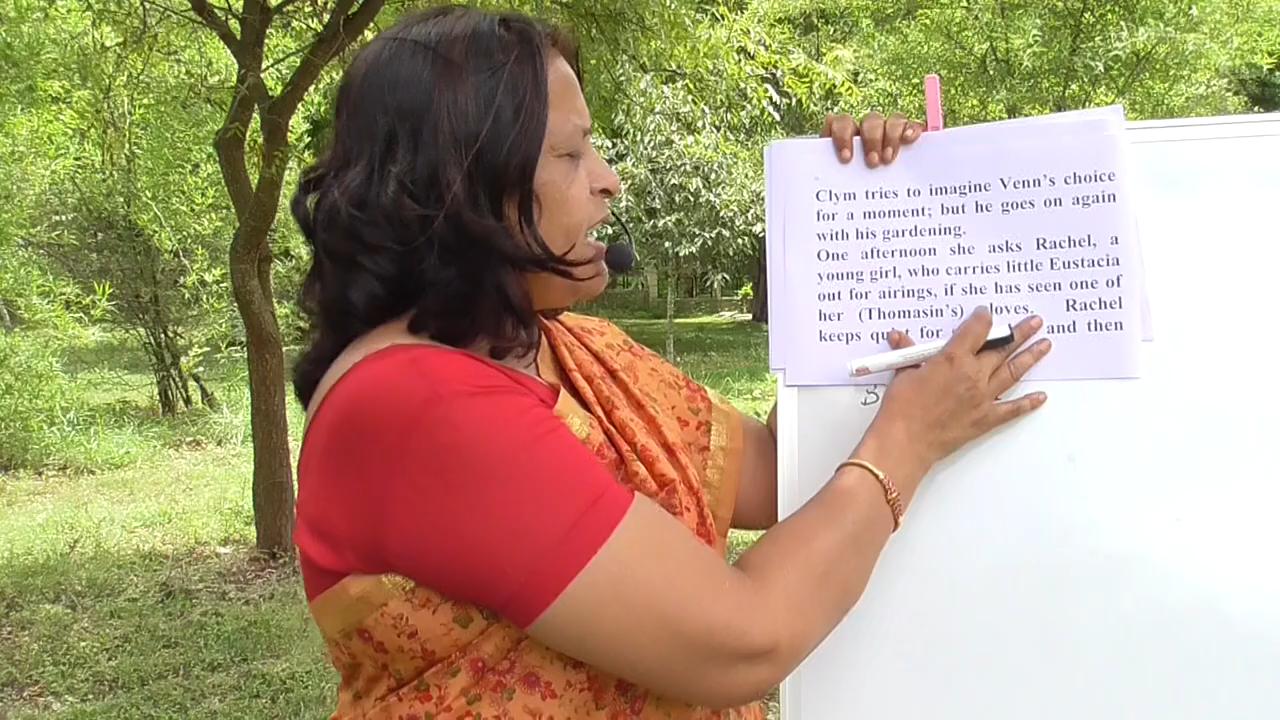 Clym tries to imagine Venn's choice
for a moment; but he goes on again
with his gardening.
One afternoon she asks Rachel, a
young girl, who carries little Eustacia
out for airings, if she has seen one of
her (Thomasin's) loves. Rachel
keeps for and then